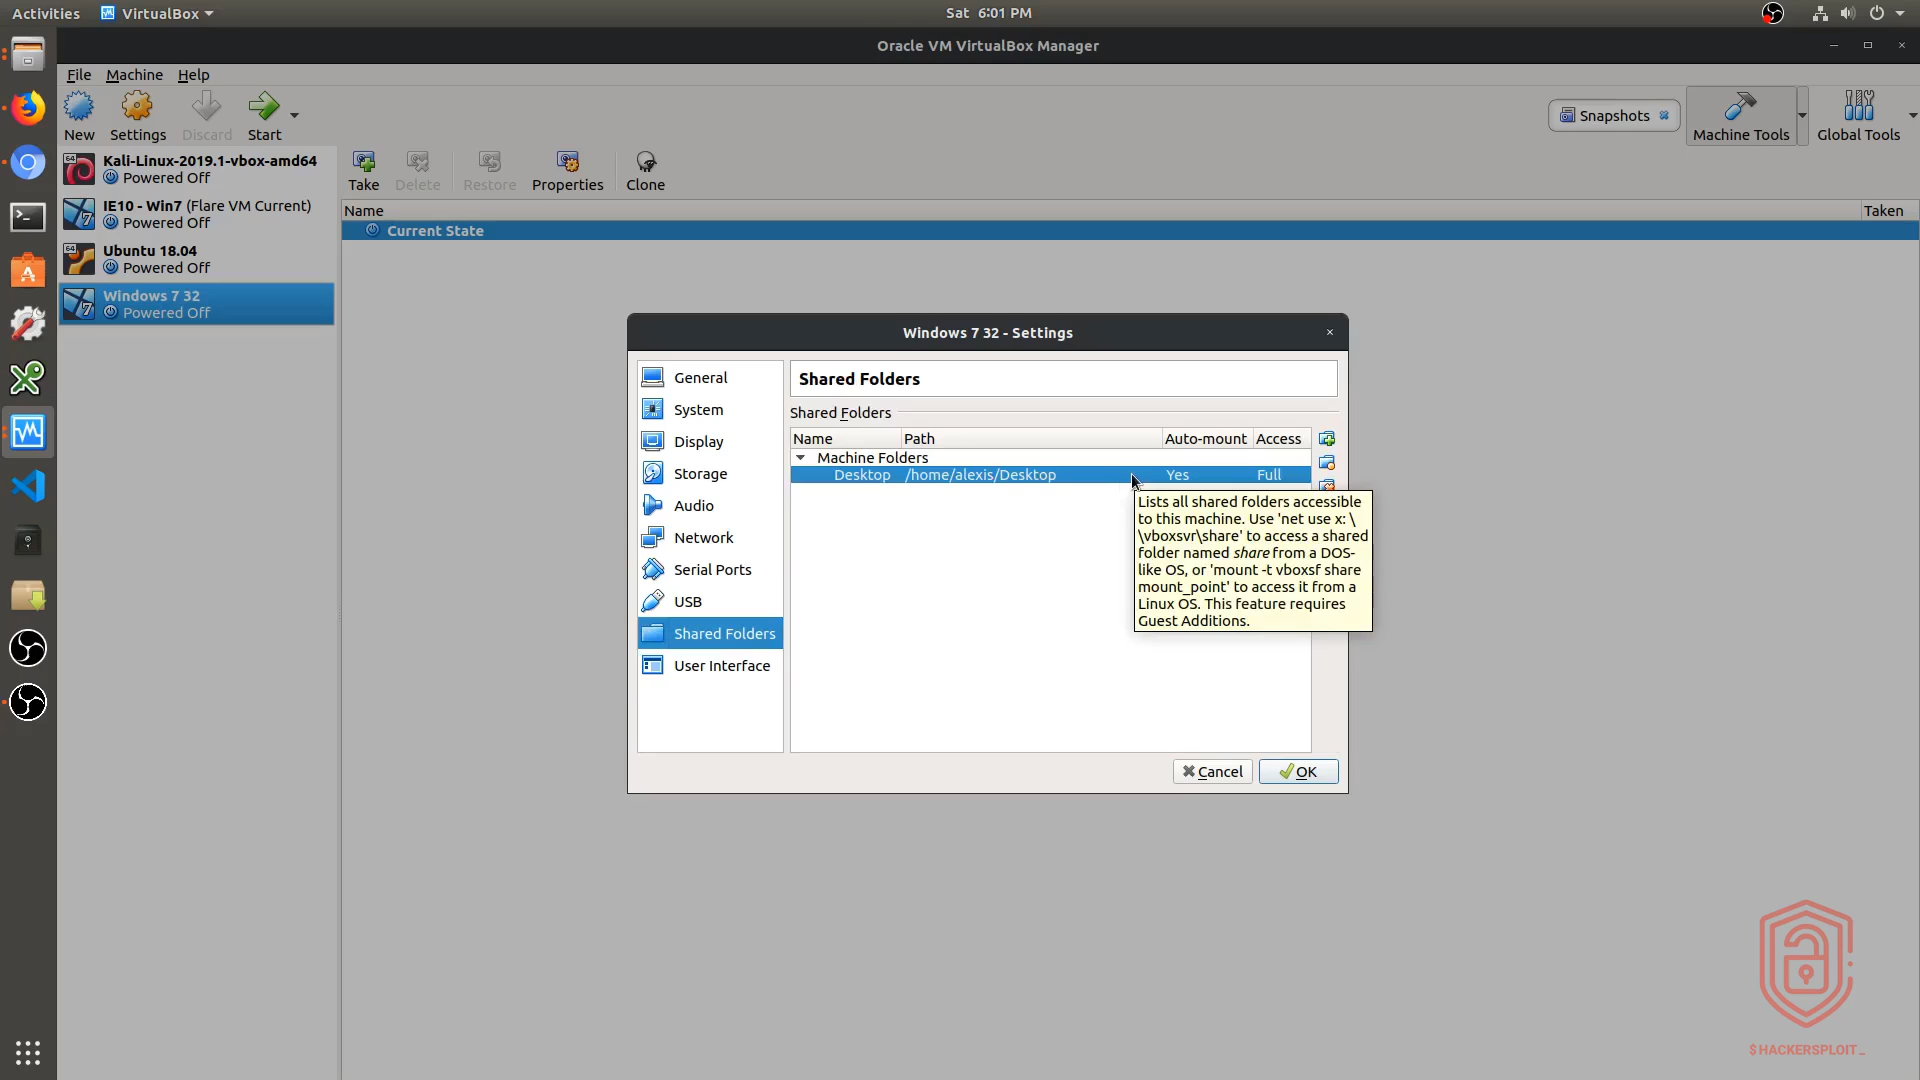 Activities
VirtualBox
Sat 6:01 PM
Oracle VM VirtualBox Manager
File Machine Help
New Settings Discard Start
Snapshots
Machine Tools
Global Tools
64 Kali-Linux-2019.1-vbox-amd64
Powered Off
IE10 - Win7 (Flare VM Current)
Powered Off
64 Ubuntu 18.04
Powered Off
Windows 7 32
Powered Off
Take Delete Restore Properties Clone
Name Taken
Current State
Windows 7 32 - Settings
General
System
Display
Storage
Audio
Network
Serial Ports
USB
Shared Folders
User Interface
Shared Folders
Shared Folders
Name Path Auto-mount Access
Machine Folders
Desktop /home/alexis/Desktop Yes Full
Lists all shared folders accessible
to this machine. Use 'net use x: \
\vboxsvr\share' to access a shared
folder named share from a DOS-
like OS, or 'mount -t vboxsf share
mount_point' to access it from a
Linux OS. This feature requires
Guest Additions.
Cancel OK
$HACKERSPLOIT_